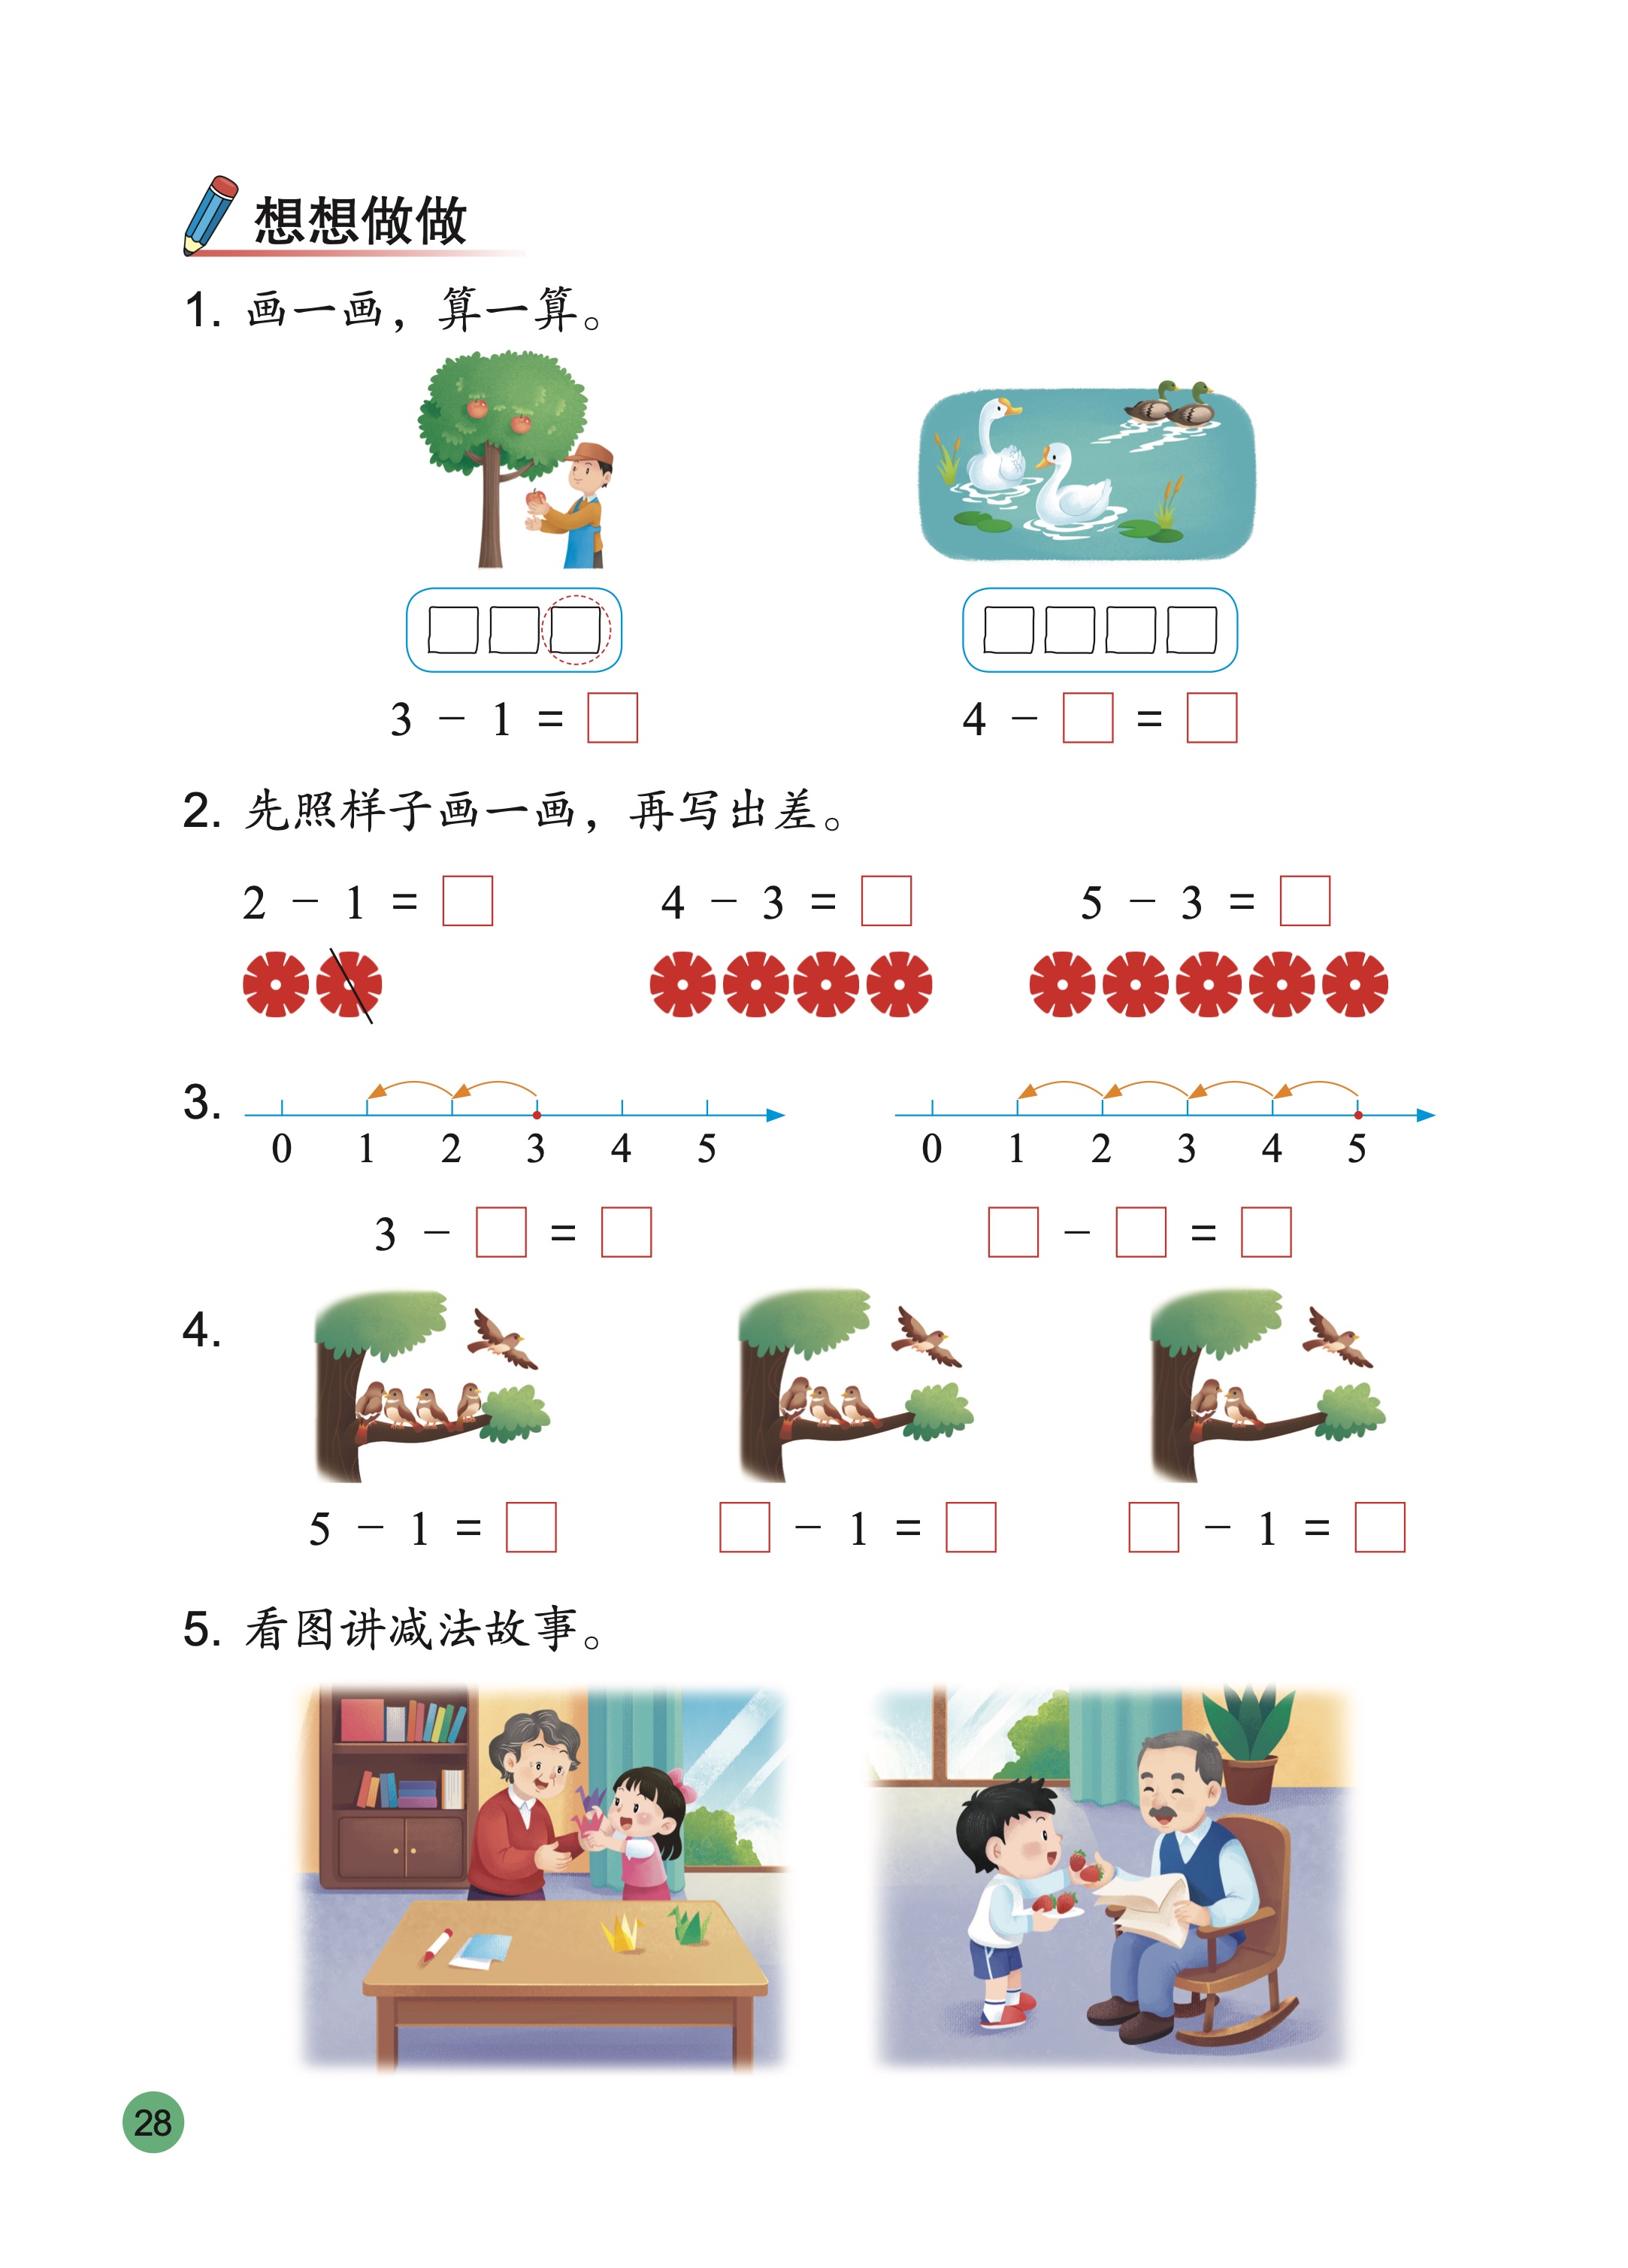 想想做做
1. 画一画，算一算。
3 − 1 = □
4 − □ = □
2. 先照样子画一画，再写出差。
2 − 1 = □
4 − 3 = □
5 − 3 = □
3.
0 1 2 3 4 5
0 1 2 3 4 5
3 − □ = □
□ − □ = □
4.
5 − 1 = □
□ − 1 = □
□ − 1 = □
5. 看图讲减法故事。
28